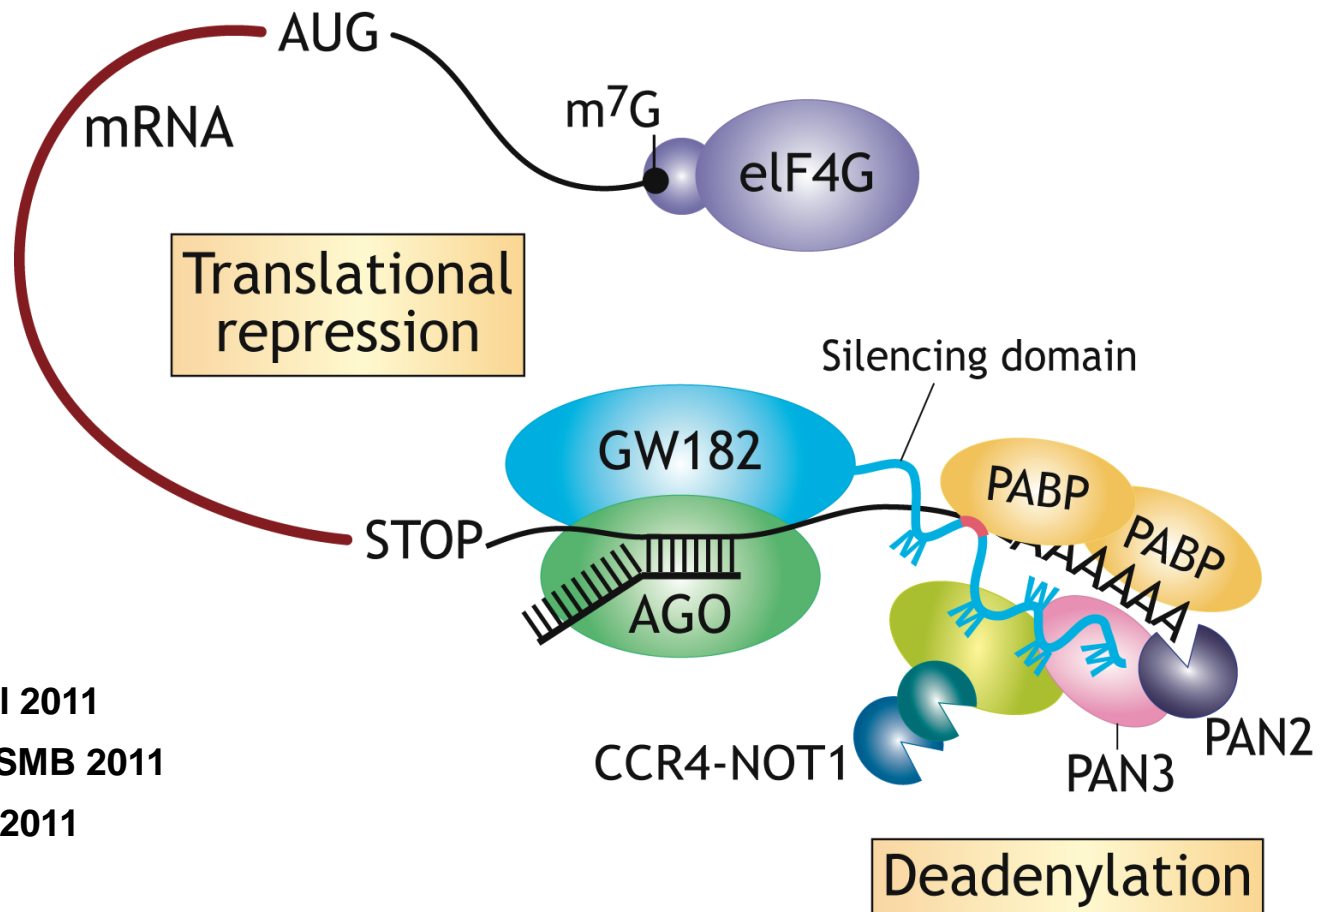 AUG
mRNA
m⁷G
eIF4G
Translational
repression
Silencing domain
GW182
PABP
PABP
STOP
AAAAAA
M
M
W
M
M
AGO
l 2011
SMB 2011
2011
CCR4-NOT1
PAN2
PAN3
Deadenylation